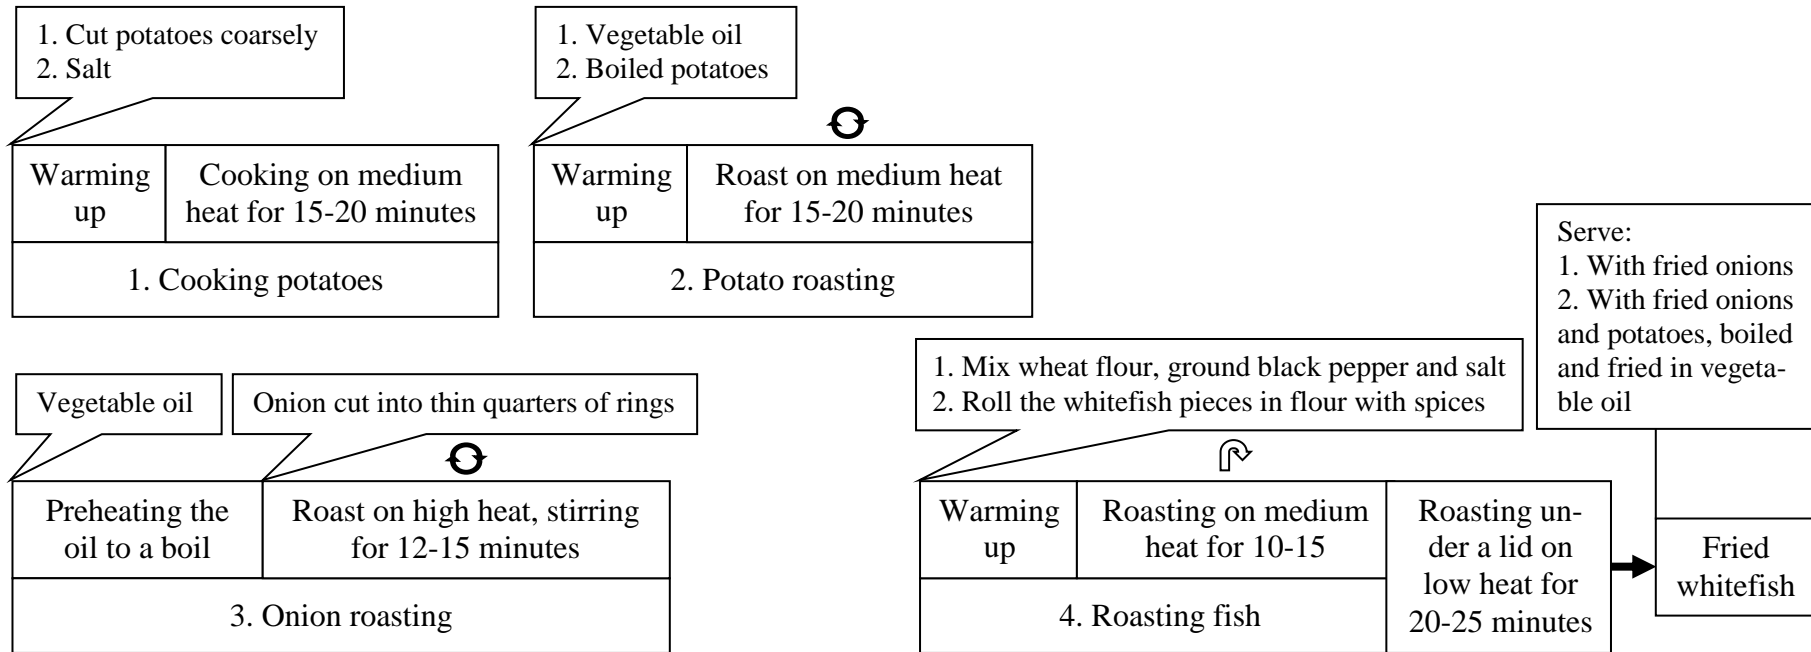 1. Cut potatoes coarsely
2. Salt
Warming
up
Cooking on medium
heat for 15-20 minutes
1. Cooking potatoes
1. Vegetable oil
2. Boiled potatoes
Warming
up
Roast on medium heat
for 15-20 minutes
2. Potato roasting
Vegetable oil
Onion cut into thin quarters of rings
Preheating the
oil to a boil
Roast on high heat, stirring
for 12-15 minutes
3. Onion roasting
1. Mix wheat flour, ground black pepper and salt
2. Roll the whitefish pieces in flour with spices
Warming
up
Roasting on medium
heat for 10-15
4. Roasting fish
Roasting un-
der a lid on
low heat for
20-25 minutes
Serve:
1. With fried onions
2. With fried onions
and potatoes, boiled
and fried in vegeta-
ble oil
Fried
whitefish